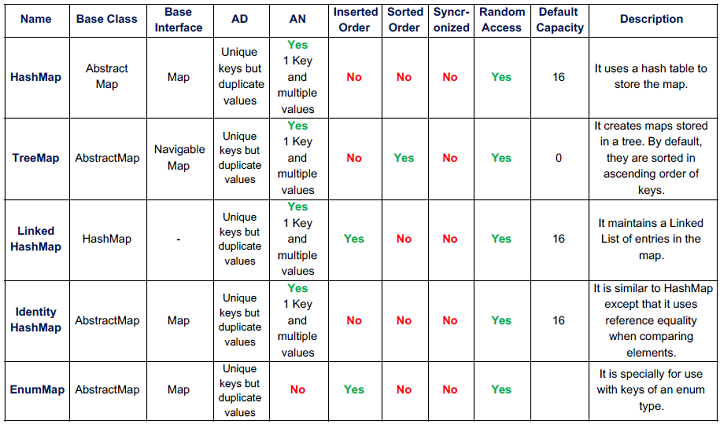 Name Base Class Base Interface AD AN Inserted Order Sorted Order Syncr-onized Random Access Default Capacity Description
HashMap Abstract Map Map Unique keys but duplicate values Yes 1 Key and multiple values No No No Yes 16 It uses a hash table to store the map.
TreeMap AbstractMap Navigable Map Unique keys but duplicate values Yes 1 Key and multiple values No Yes No Yes 0 It creates maps stored in a tree. By default, they are sorted in ascending order of keys.
Linked HashMap HashMap - Unique keys but duplicate values Yes 1 Key and multiple values Yes No No Yes 16 It maintains a Linked List of entries in the map.
Identity HashMap AbstractMap Map Unique keys but duplicate values Yes 1 Key and multiple values No No No Yes 16 It is similar to HashMap except that it uses reference equality when comparing elements.
EnumMap AbstractMap Map Unique keys but duplicate values No Yes No No Yes It is specially for use with keys of an enum type.